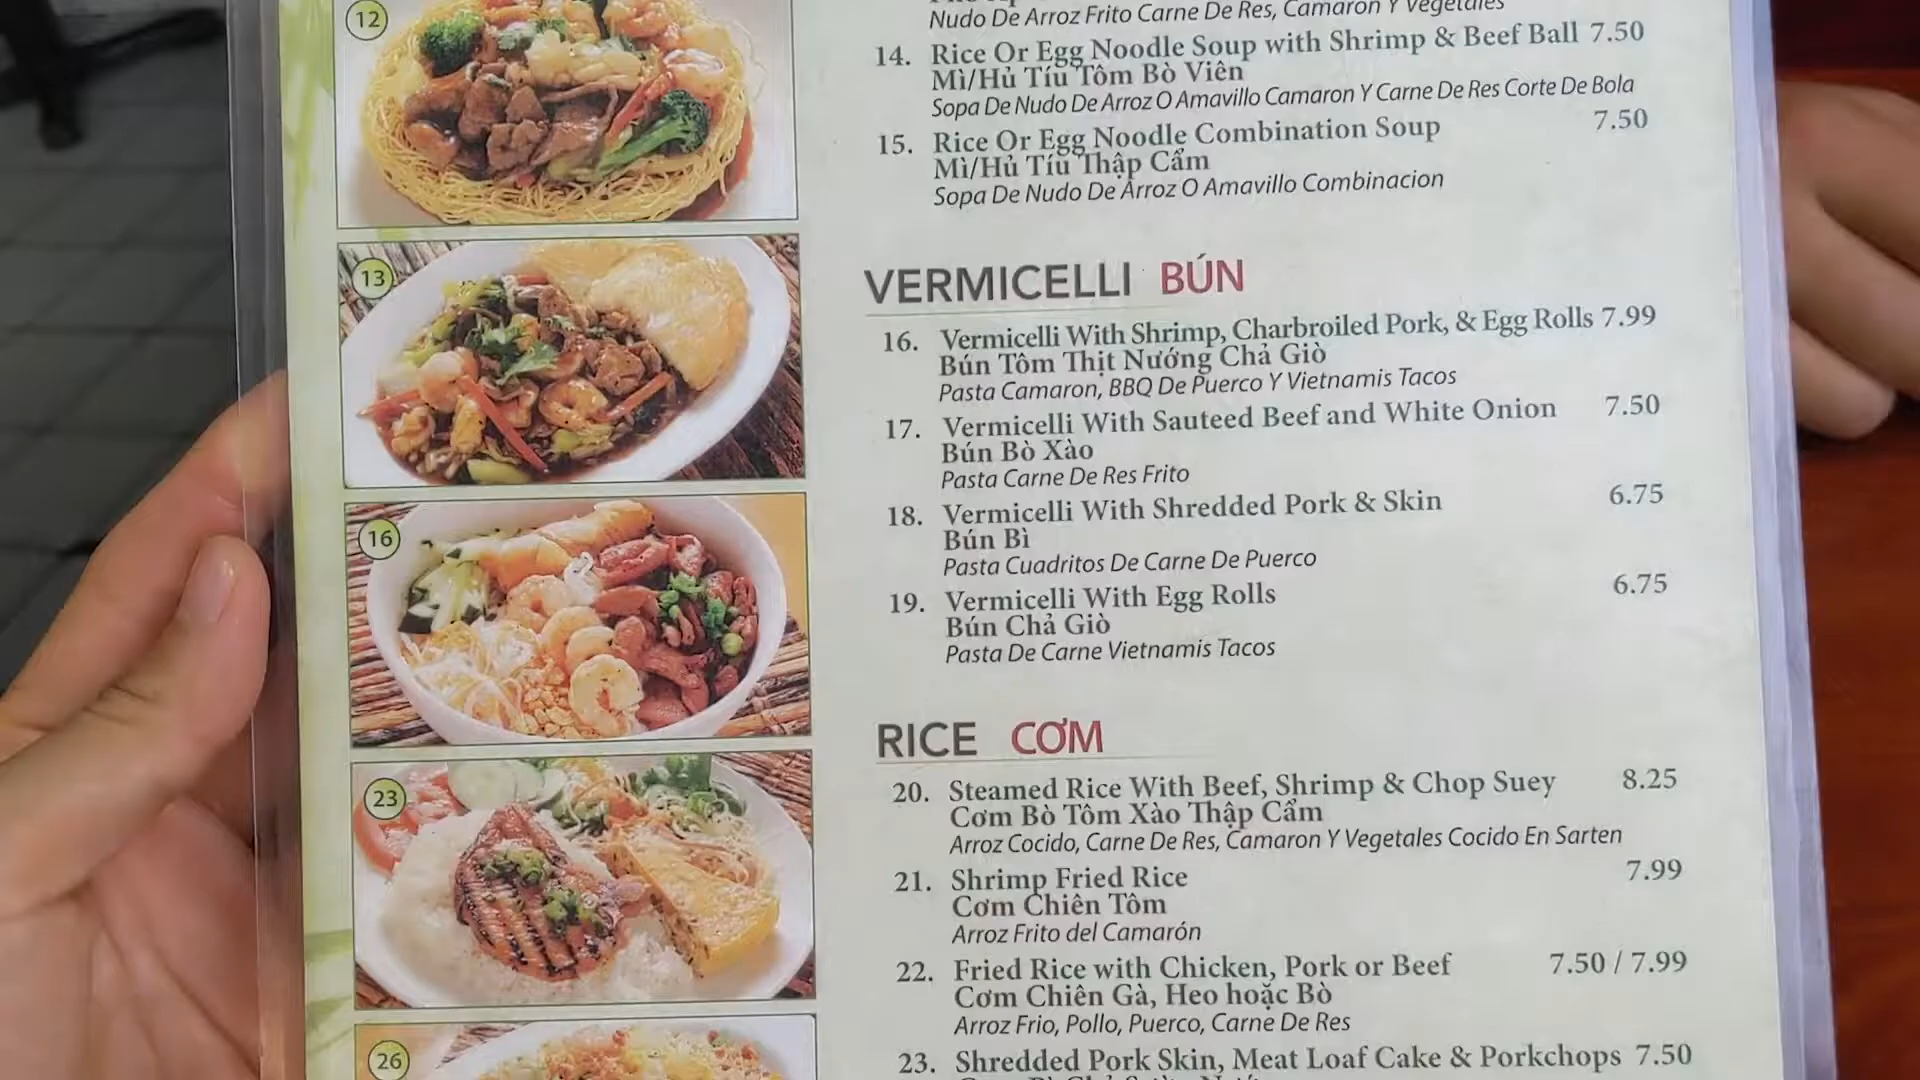 12
Nudo De Arroz Frito Carne De Res, Camaron Y Vegetales
14. Rice Or Egg Noodle Soup with Shrimp & Beef Ball 7.50
Mì/Hủ Tíu Tôm Bò Viên
Sopa De Nudo De Arroz O Amavillo Camaron Y Carne De Res Corte De Bola
15. Rice Or Egg Noodle Combination Soup 7.50
Mì/Hủ Tíu Thập Cẩm
Sopa De Nudo De Arroz O Amavillo Combinacion
13
VERMICELLI BÚN
16. Vermicelli With Shrimp, Charbroiled Pork, & Egg Rolls 7.99
Bún Tôm Thịt Nướng Chả Giò
Pasta Camaron, BBQ De Puerco Y Vietnamis Tacos
17. Vermicelli With Sauteed Beef and White Onion 7.50
Bún Bò Xào
Pasta Carne De Res Frito
16
18. Vermicelli With Shredded Pork & Skin 6.75
Bún Bì
Pasta Cuadritos De Carne De Puerco
19. Vermicelli With Egg Rolls 6.75
Bún Chả Giò
Pasta De Carne Vietnamis Tacos
RICE CƠM
23
20. Steamed Rice With Beef, Shrimp & Chop Suey 8.25
Cơm Bò Tôm Xào Thập Cẩm
Arroz Cocido, Carne De Res, Camaron Y Vegetales Cocido En Sarten
21. Shrimp Fried Rice 7.99
Cơm Chiên Tôm
Arroz Frito del Camarón
22. Fried Rice with Chicken, Pork or Beef 7.50 / 7.99
Cơm Chiên Gà, Heo hoặc Bò
Arroz Frio, Pollo, Puerco, Carne De Res
26
23. Shredded Pork Skin, Meat Loaf Cake & Porkchops 7.50